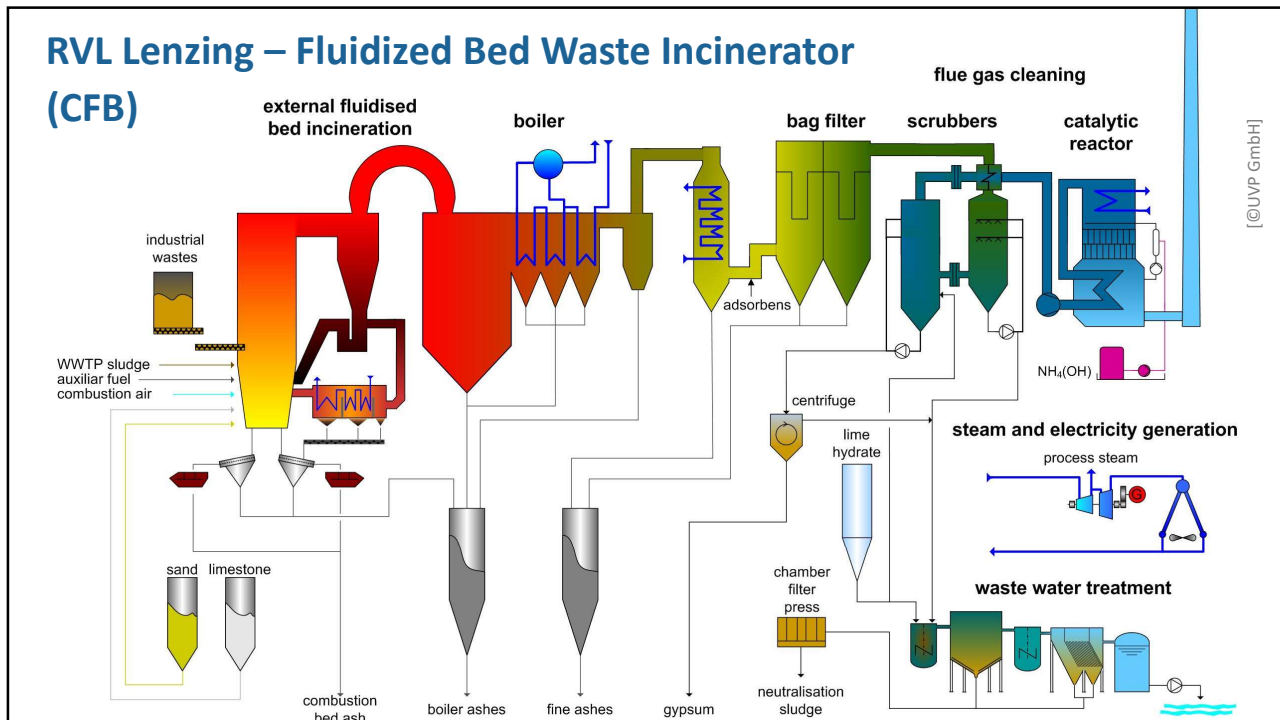 RVL Lenzing – Fluidized Bed Waste Incinerator
(CFB)
flue gas cleaning
external fluidised
bed incineration
boiler
bag filter
scrubbers
catalytic
reactor
[©UVP GmbH]
industrial
wastes
adsorbens
WWTP sludge
auxiliar fuel
combustion air
NH₄(OH)
centrifuge
lime
hydrate
steam and electricity generation
process steam
G
sand
limestone
chamber
filter
press
waste water treatment
combustion
bed ash
boiler ashes
fine ashes
gypsum
neutralisation
sludge